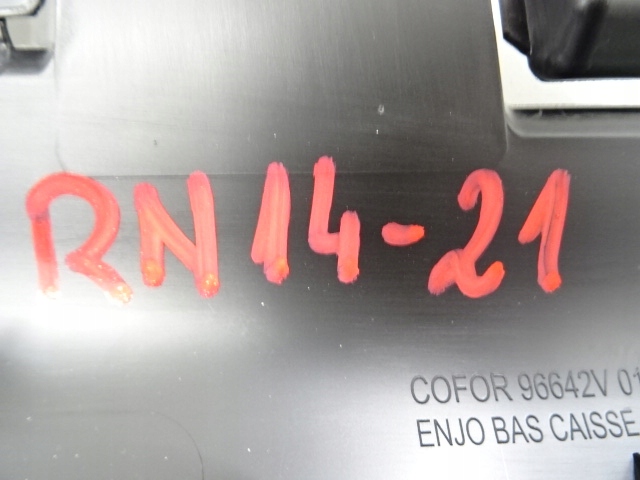 RN14-21
COFOR 96642V 01
ENJO BAS CAISSE